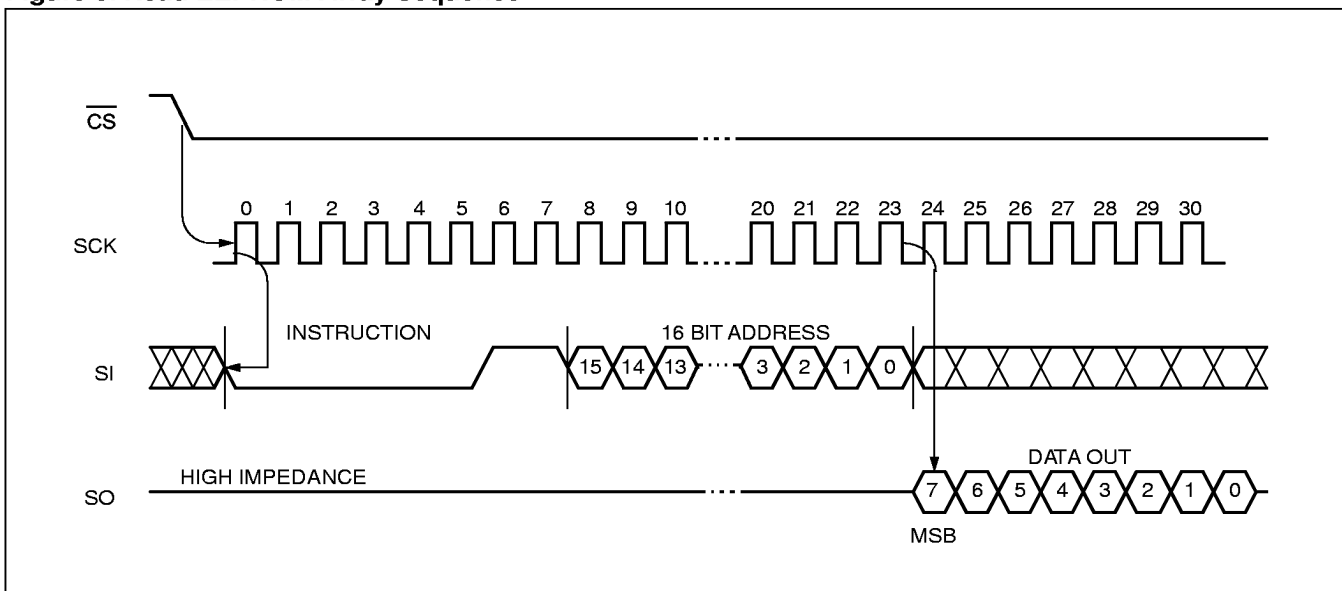 CS
0 1 2 3 4 5 6 7 8 9 10 20 21 22 23 24 25 26 27 28 29 30
SCK
INSTRUCTION
16 BIT ADDRESS
SI
15 14 13 3 2 1 0
HIGH IMPEDANCE
DATA OUT
SO
7 6 5 4 3 2 1 0
MSB